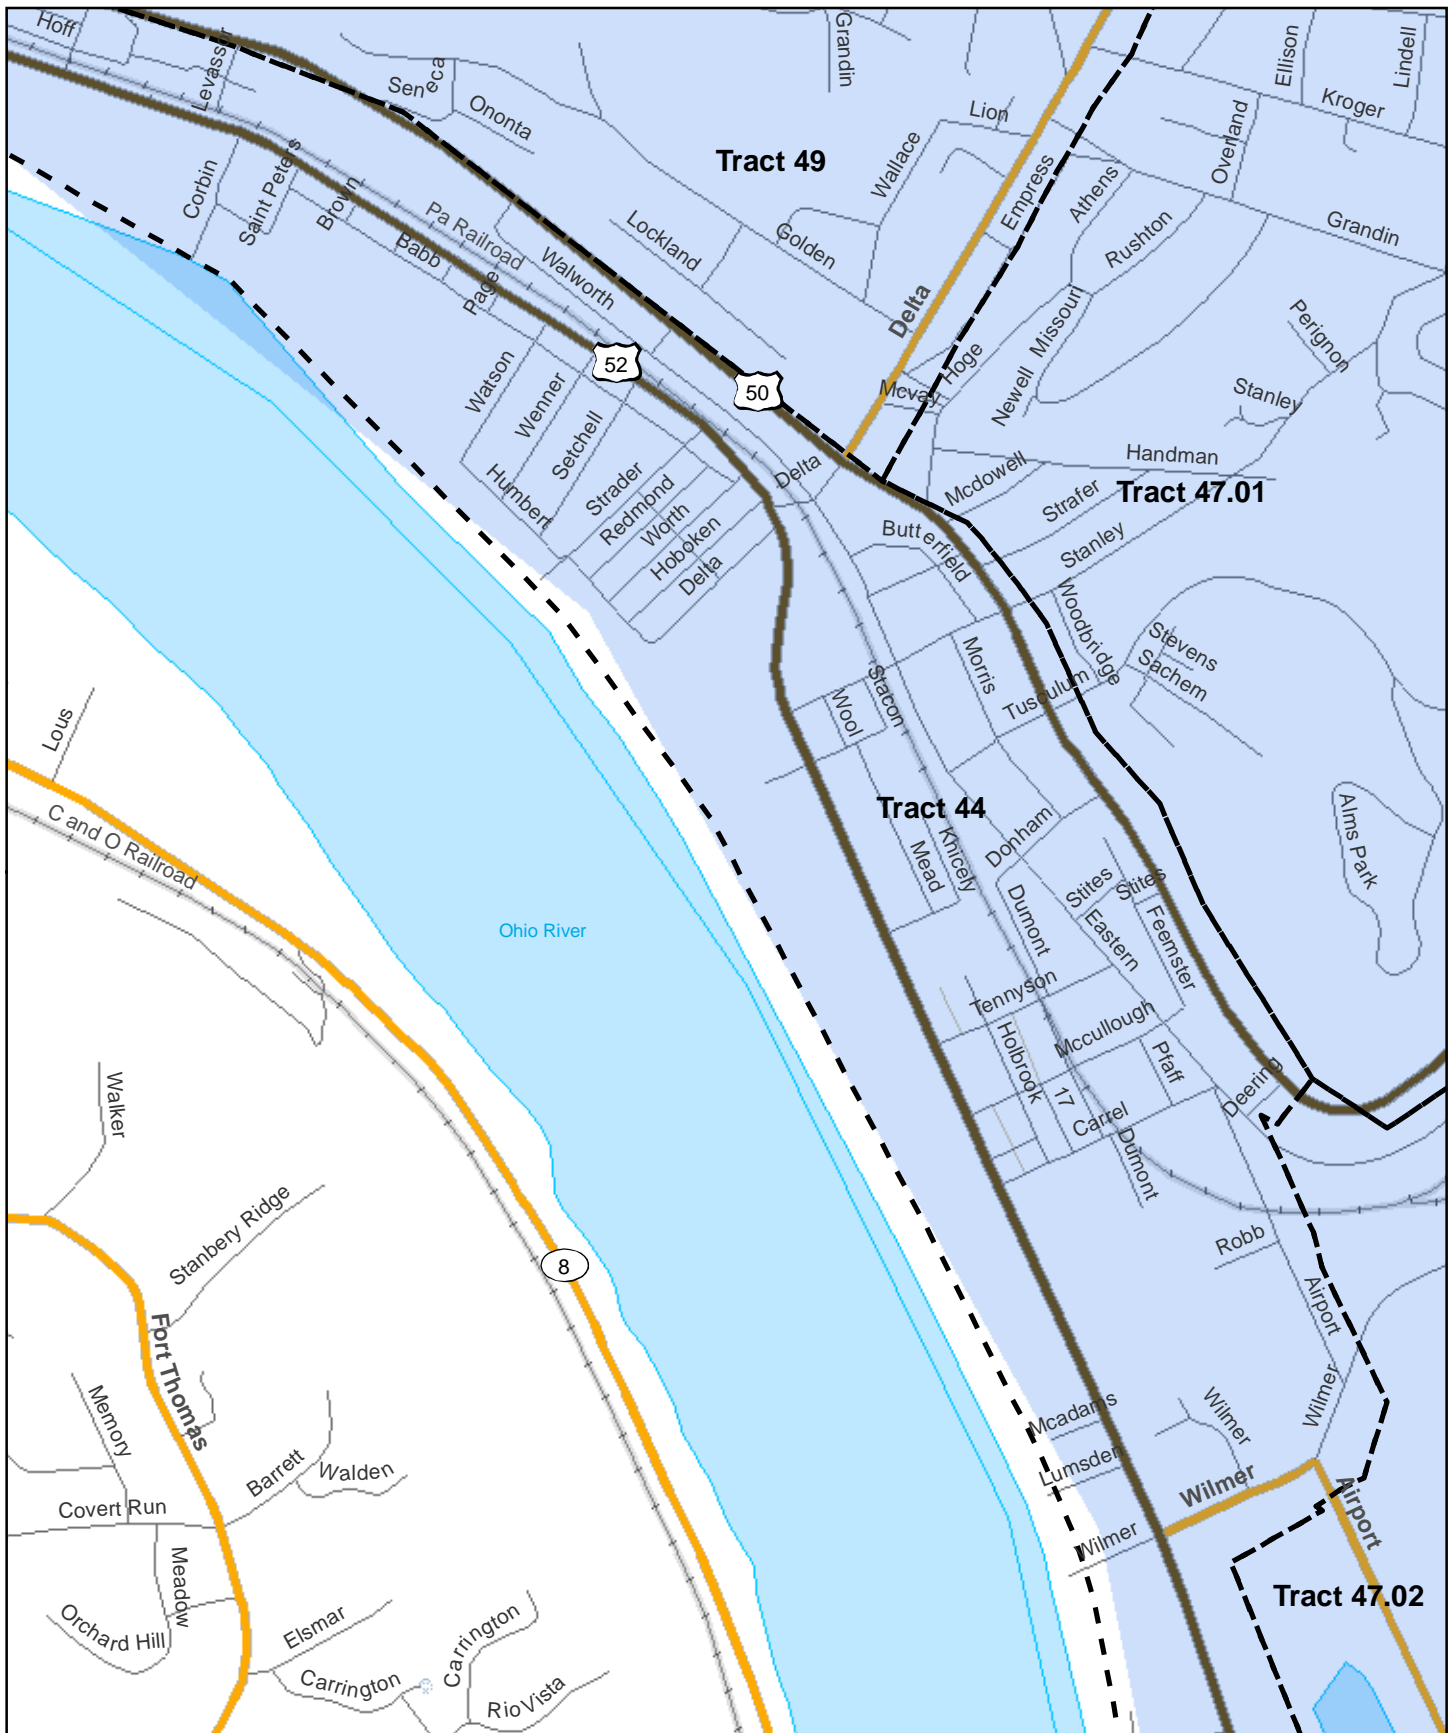 Hoff
Levassor
Seneca
Ononta
Grandin
Lion
Ellison
Lindell
Kroger
Tract 49
Wallace
Overland
Empress
Athens
Corbin
Saint Peters
Brown
Pa Railroad
Babb
Page
Walworth
Lockland
Golden
Rushton
Grandin
Delta
Missouri
Perignon
Hoge
Newell
Mcvay
Stanley
52
50
Watson
Wenner
Setchell
Humbert
Strader
Redmond
Worth
Hoboken
Delta
Delta
Mcdowell
Handman
Strafer
Tract 47.01
Butterfield
Stanley
Woodbridge
Stevens
Sachem
Morris
Tusculum
Stacon
Wool
Lous
C and O Railroad
Tract 44
Knicely
Mead
Donham
Alms Park
Stites
Stites
Dumont
Eastern
Feemster
Ohio River
Tennyson
Mccullough
Holbrook
Pfaff
17
Carrel
Deering
Dumont
Walker
Stanbery Ridge
Robb
Airport
8
Fort Thomas
Memory
Barrett
Walden
Covert Run
Meadow
Orchard Hill
Elsmar
Carrington
Carrington
Rio Vista
Mcadams
Lumsden
Wilmer
Wilmer
Wilmer
Wilmer
Airport
Tract 47.02